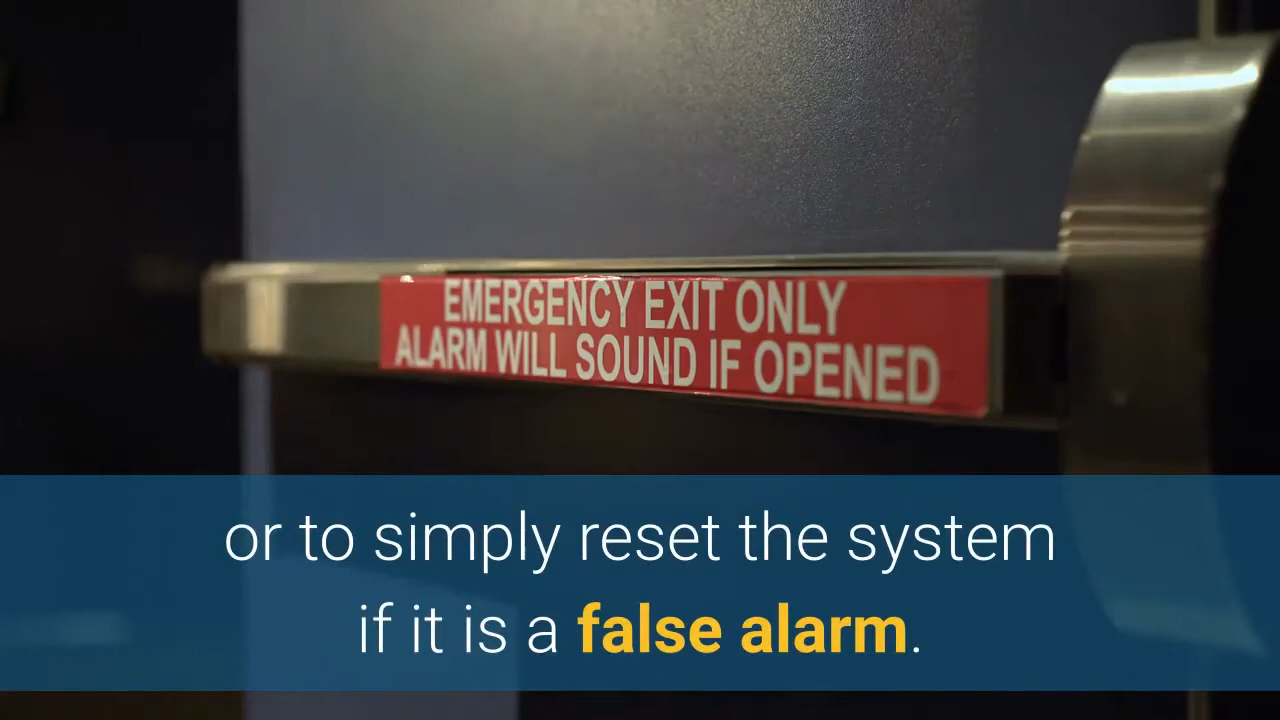 EMERGENCY EXIT ONLY
ALARM WILL SOUND IF OPENED
or to simply reset the system
if it is a false alarm.